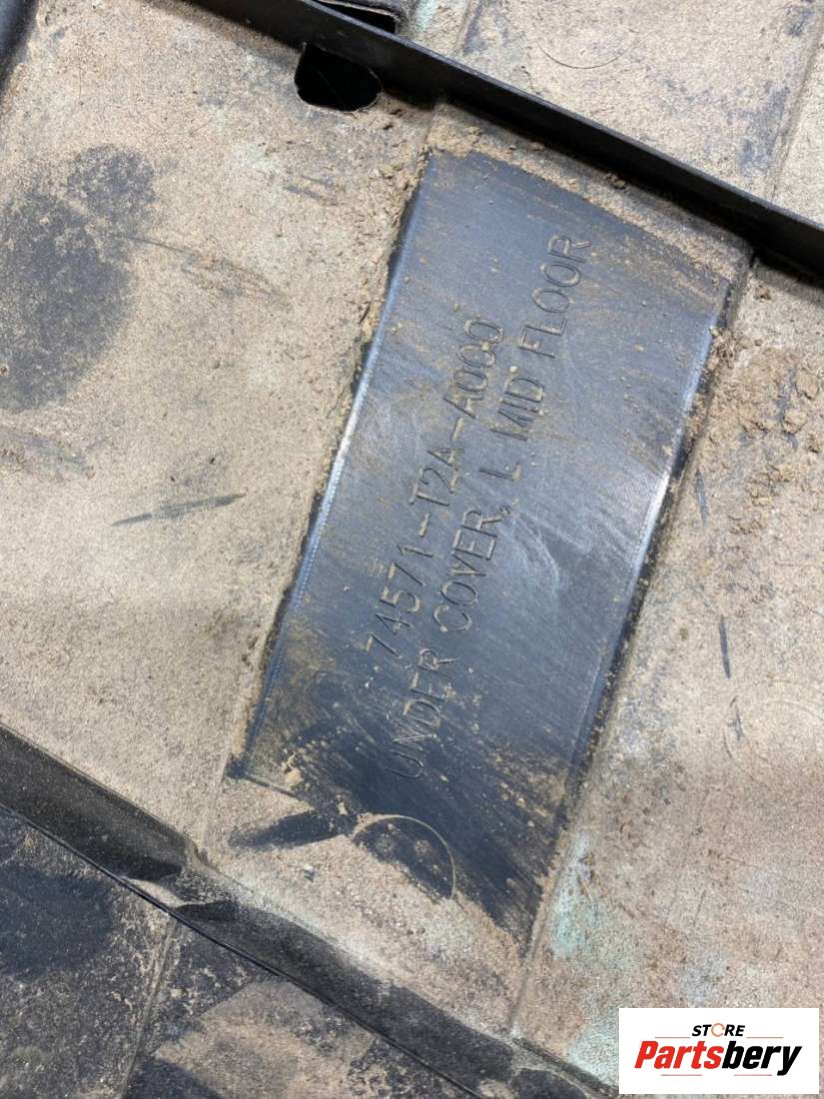 74571-T2A-A000
UNDER COVER, L MID FLOOR
STORE
Partsbery